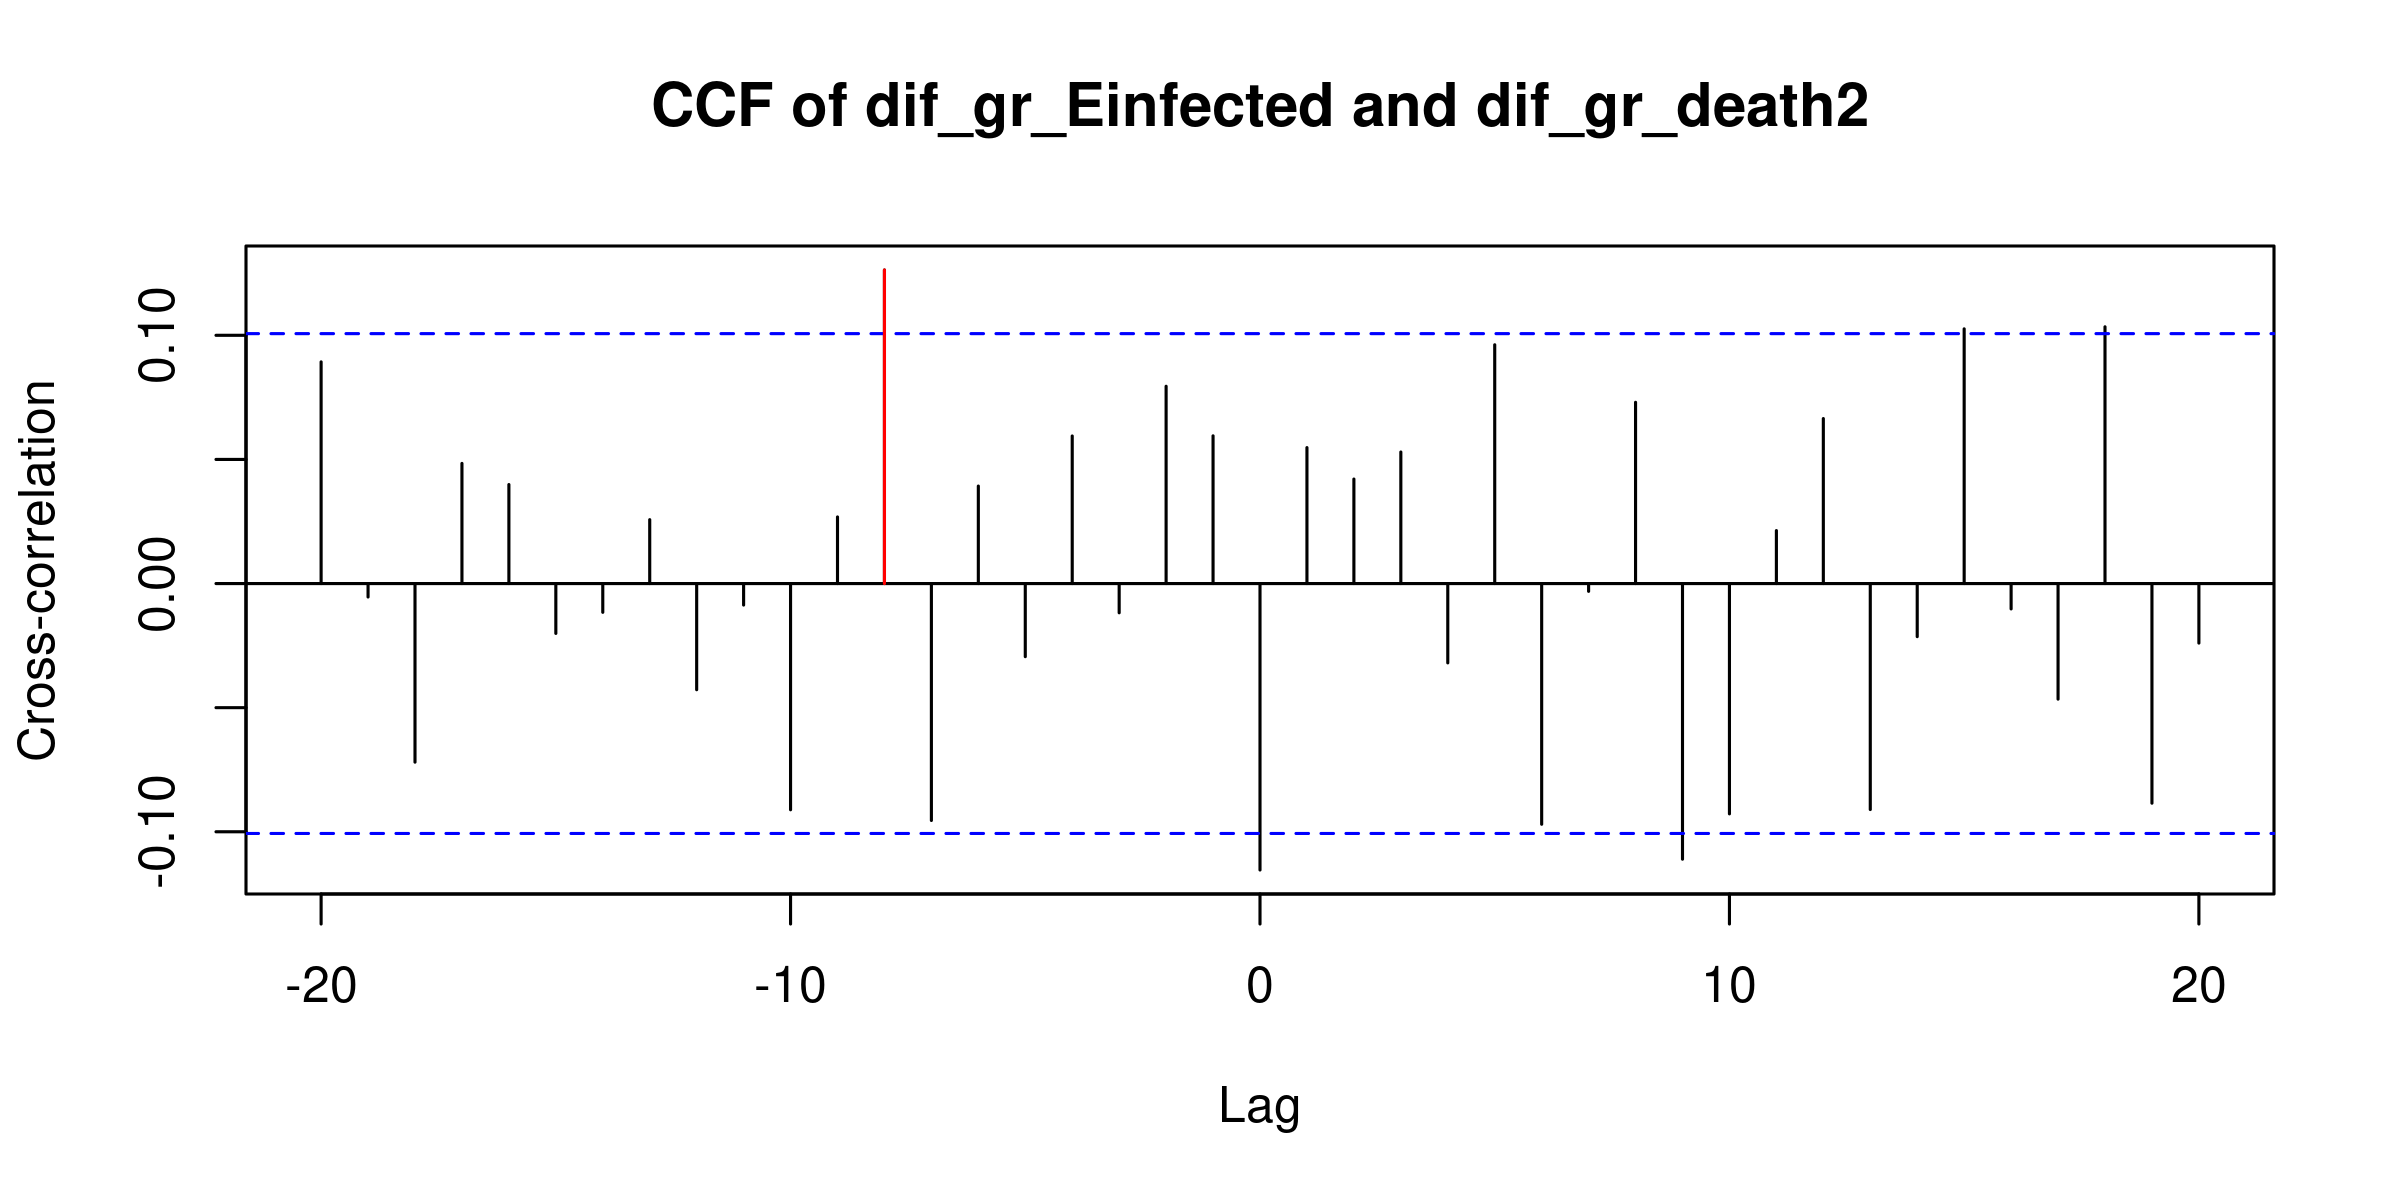 CCF of dif_gr_Einfected and dif_gr_death2
Cross-correlation
0.10
0.00
-0.10
-20
-10
0
10
20
Lag